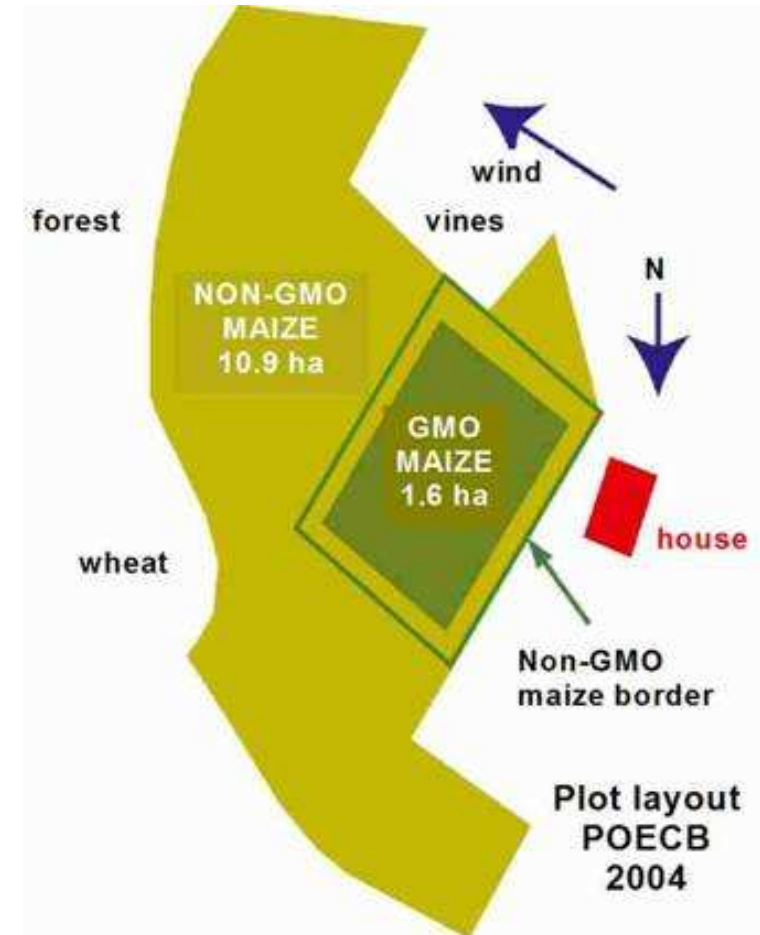 wind
forest
vines
N
NON-GMO
MAIZE
10.9 ha
GMO
MAIZE
1.6 ha
house
wheat
Non-GMO
maize border
Plot layout
POECB
2004